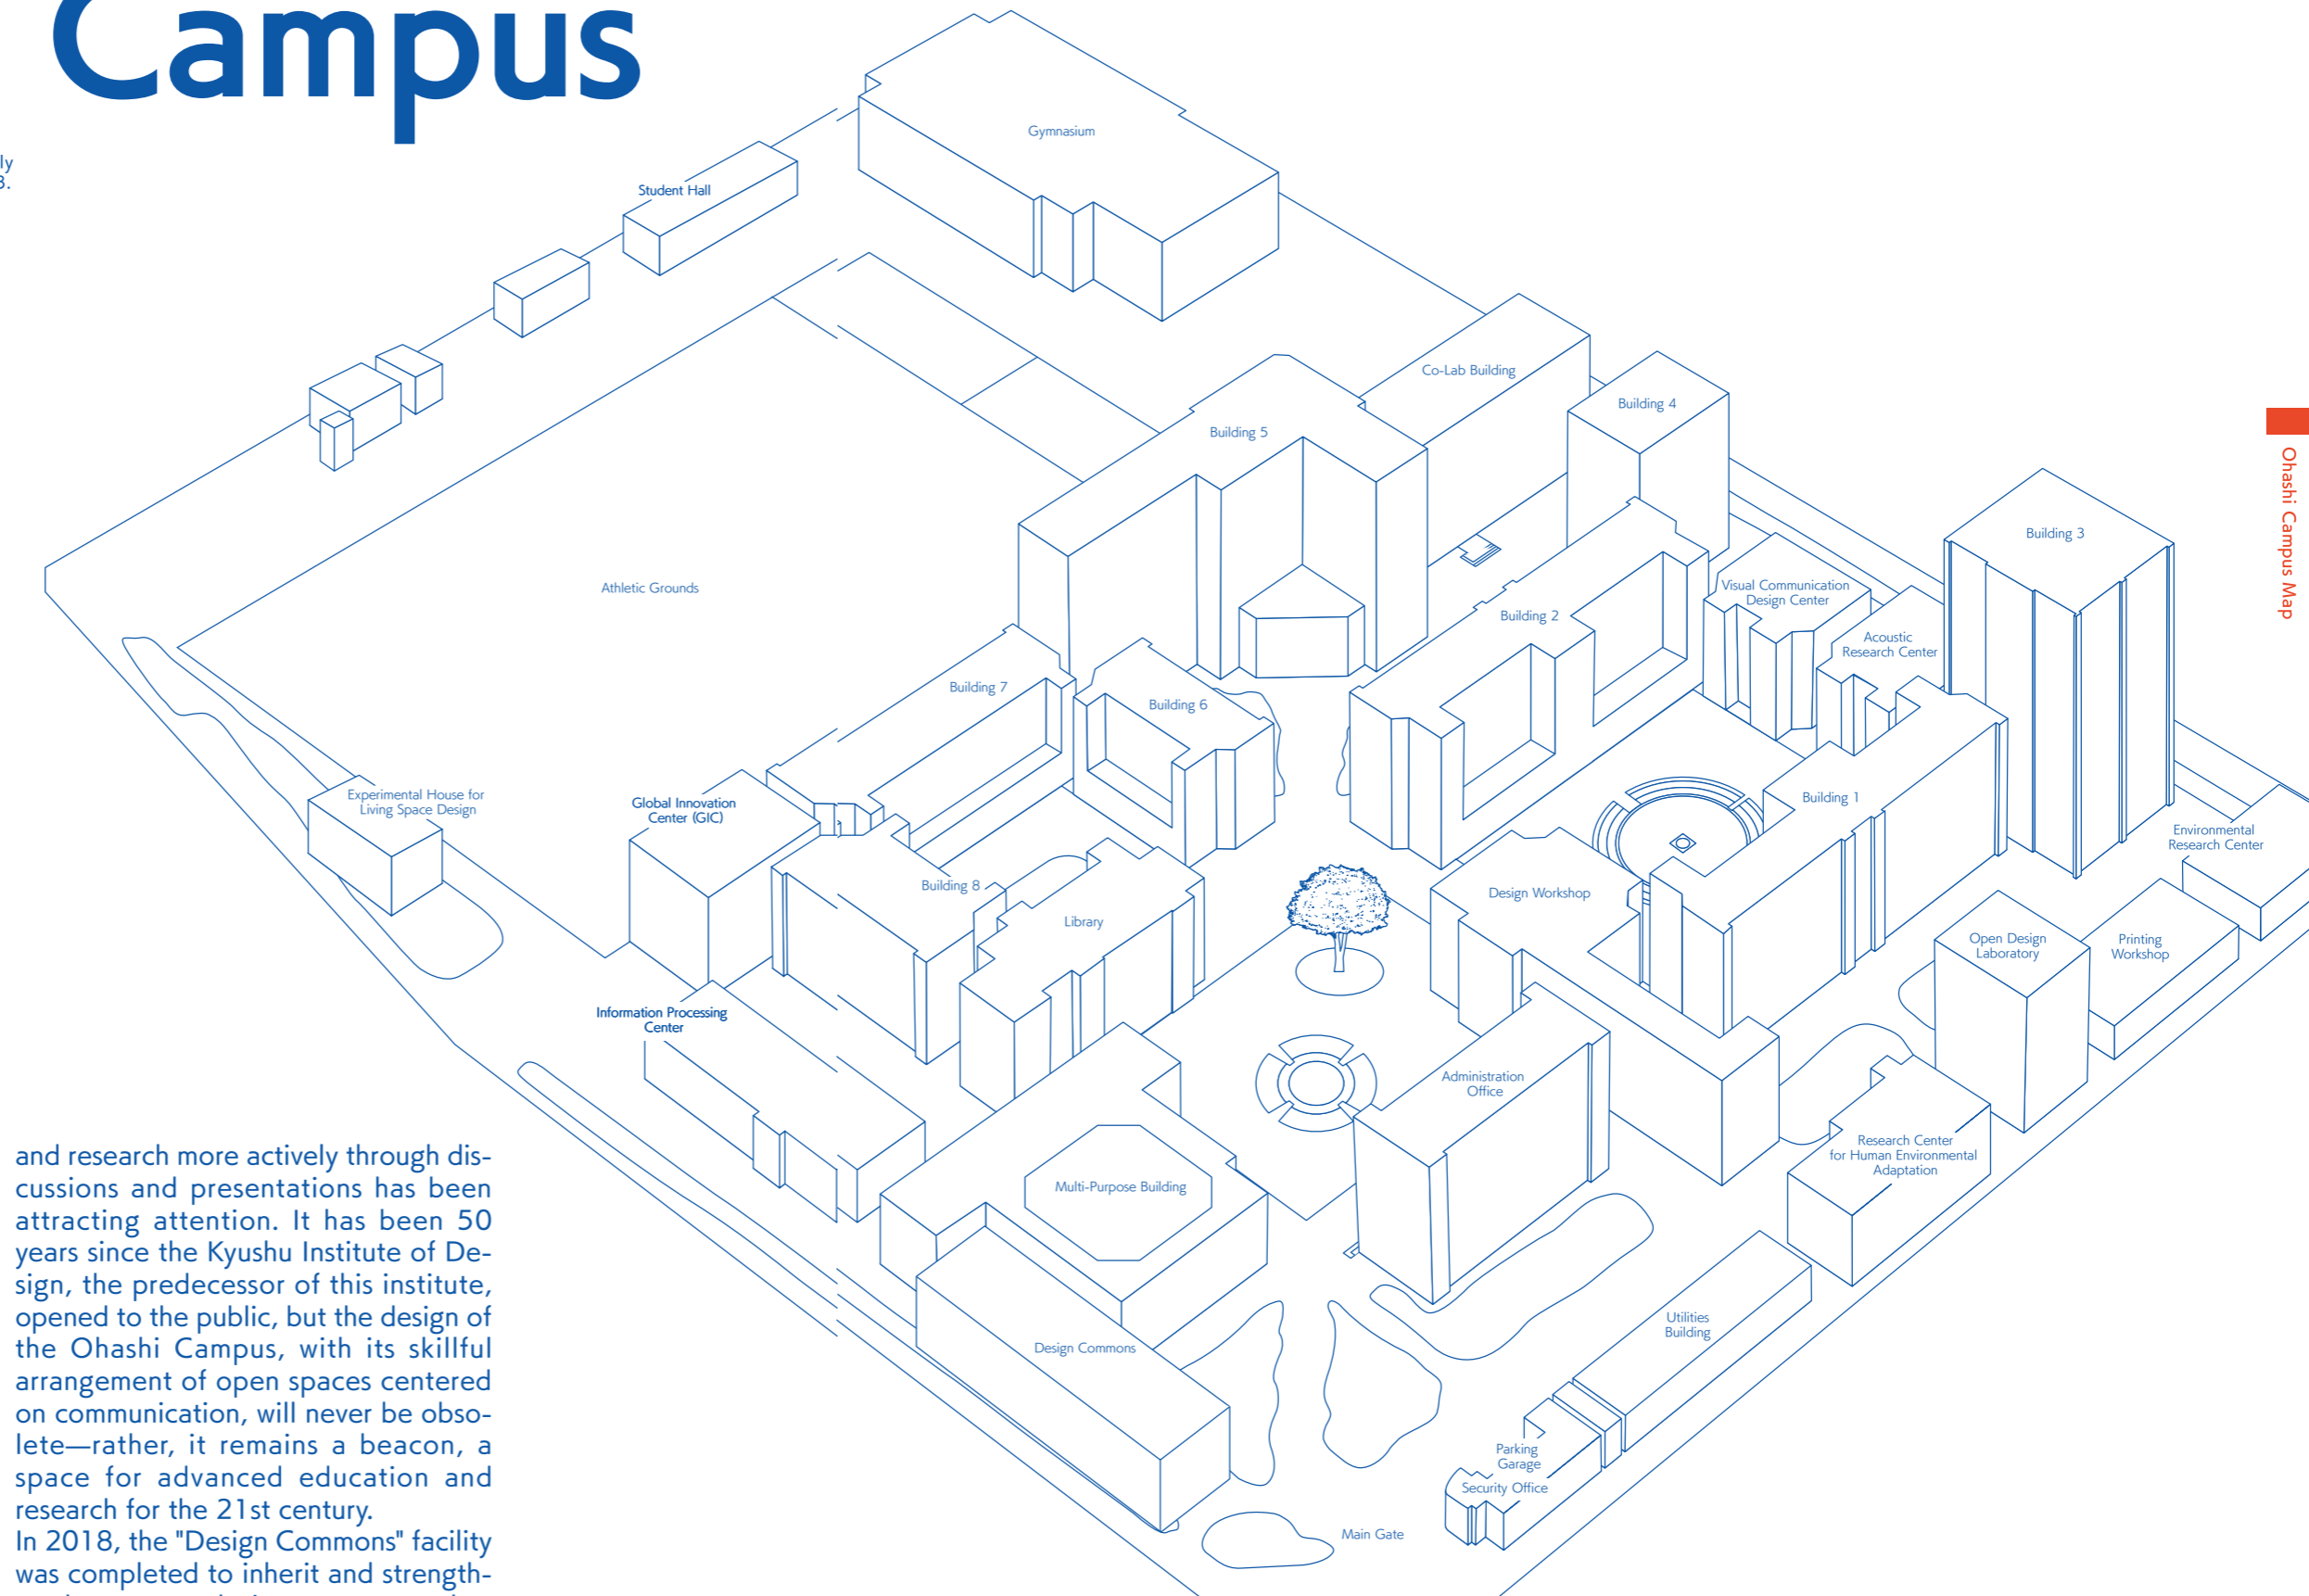 Campus
ly
3.
Gymnasium
Student Hall
Co-Lab Building
Building 4
Building 5
Ohashi Campus Map
Building 3
Athletic Grounds
Visual Communication
Design Center
Building 2
Acoustic
Research Center
Building 7
Building 6
Experimental House for
Living Space Design
Global Innovation
Center (GIC)
Building 1
Environmental
Research Center
Building 8
Library
Design Workshop
Open Design
Laboratory
Printing
Workshop
Information Processing
Center
Administration
Office
Research Center
for Human Environmental
Adaptation
Multi-Purpose Building
Utilities
Building
Design Commons
Parking
Garage
Security Office
Main Gate
and research more actively through dis-
cussions and presentations has been
attracting attention. It has been 50
years since the Kyushu Institute of De-
sign, the predecessor of this institute,
opened to the public, but the design of
the Ohashi Campus, with its skillful
arrangement of open spaces centered
on communication, will never be obso-
lete—rather, it remains a beacon, a
space for advanced education and
research for the 21st century.
In 2018, the "Design Commons" facility
was completed to inherit and strength-